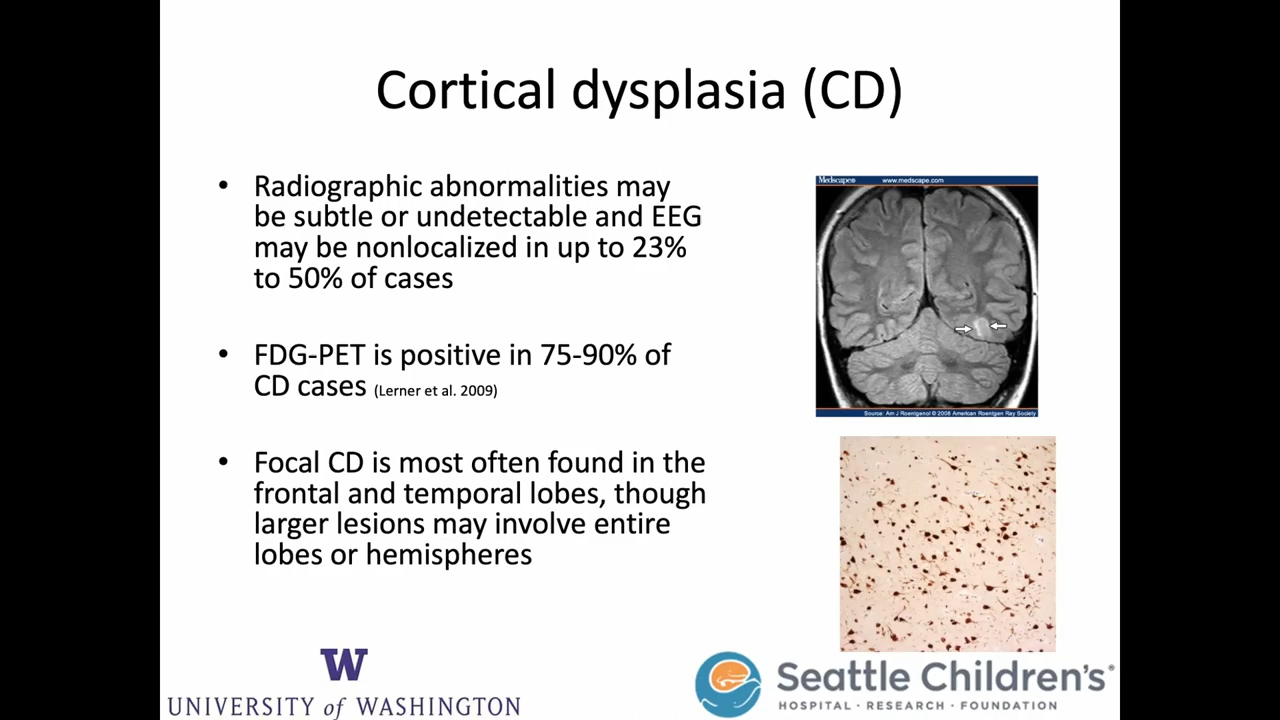 Cortical dysplasia (CD)
• Radiographic abnormalities may
be subtle or undetectable and EEG
may be nonlocalized in up to 23%
to 50% of cases
• FDG-PET is positive in 75-90% of
CD cases (Lerner et al. 2009)
• Focal CD is most often found in the
frontal and temporal lobes, though
larger lesions may involve entire
lobes or hemispheres
Medscape® www.medscape.com
Source: Am J Roentgenol © 2008 American Roentgen Ray Society
W
UNIVERSITY of WASHINGTON
Seattle Children's®
HOSPITAL · RESEARCH · FOUNDATION